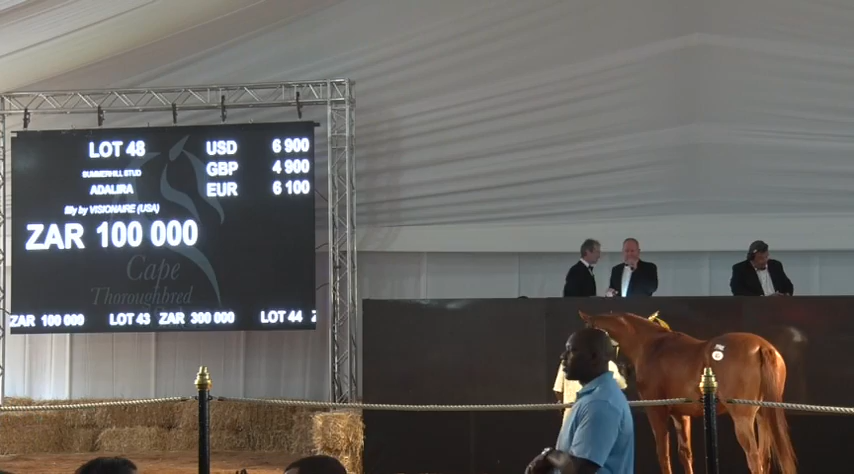 LOT 48 USD 6 900
SUMMERHILL STUD GBP 4 900
ADALIRA EUR 6 100
filly by VISIONAIRE (USA)
ZAR 100 000
Cape
Thoroughbred
ZAR 100 000 LOT 43 ZAR 300 000 LOT 44